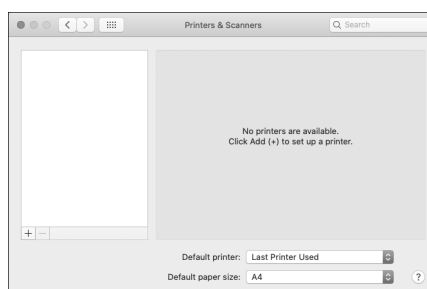 Printers & Scanners
Search
No printers are available.
Click Add (+) to set up a printer.
+ −
Default printer: Last Printer Used
Default paper size: A4
?